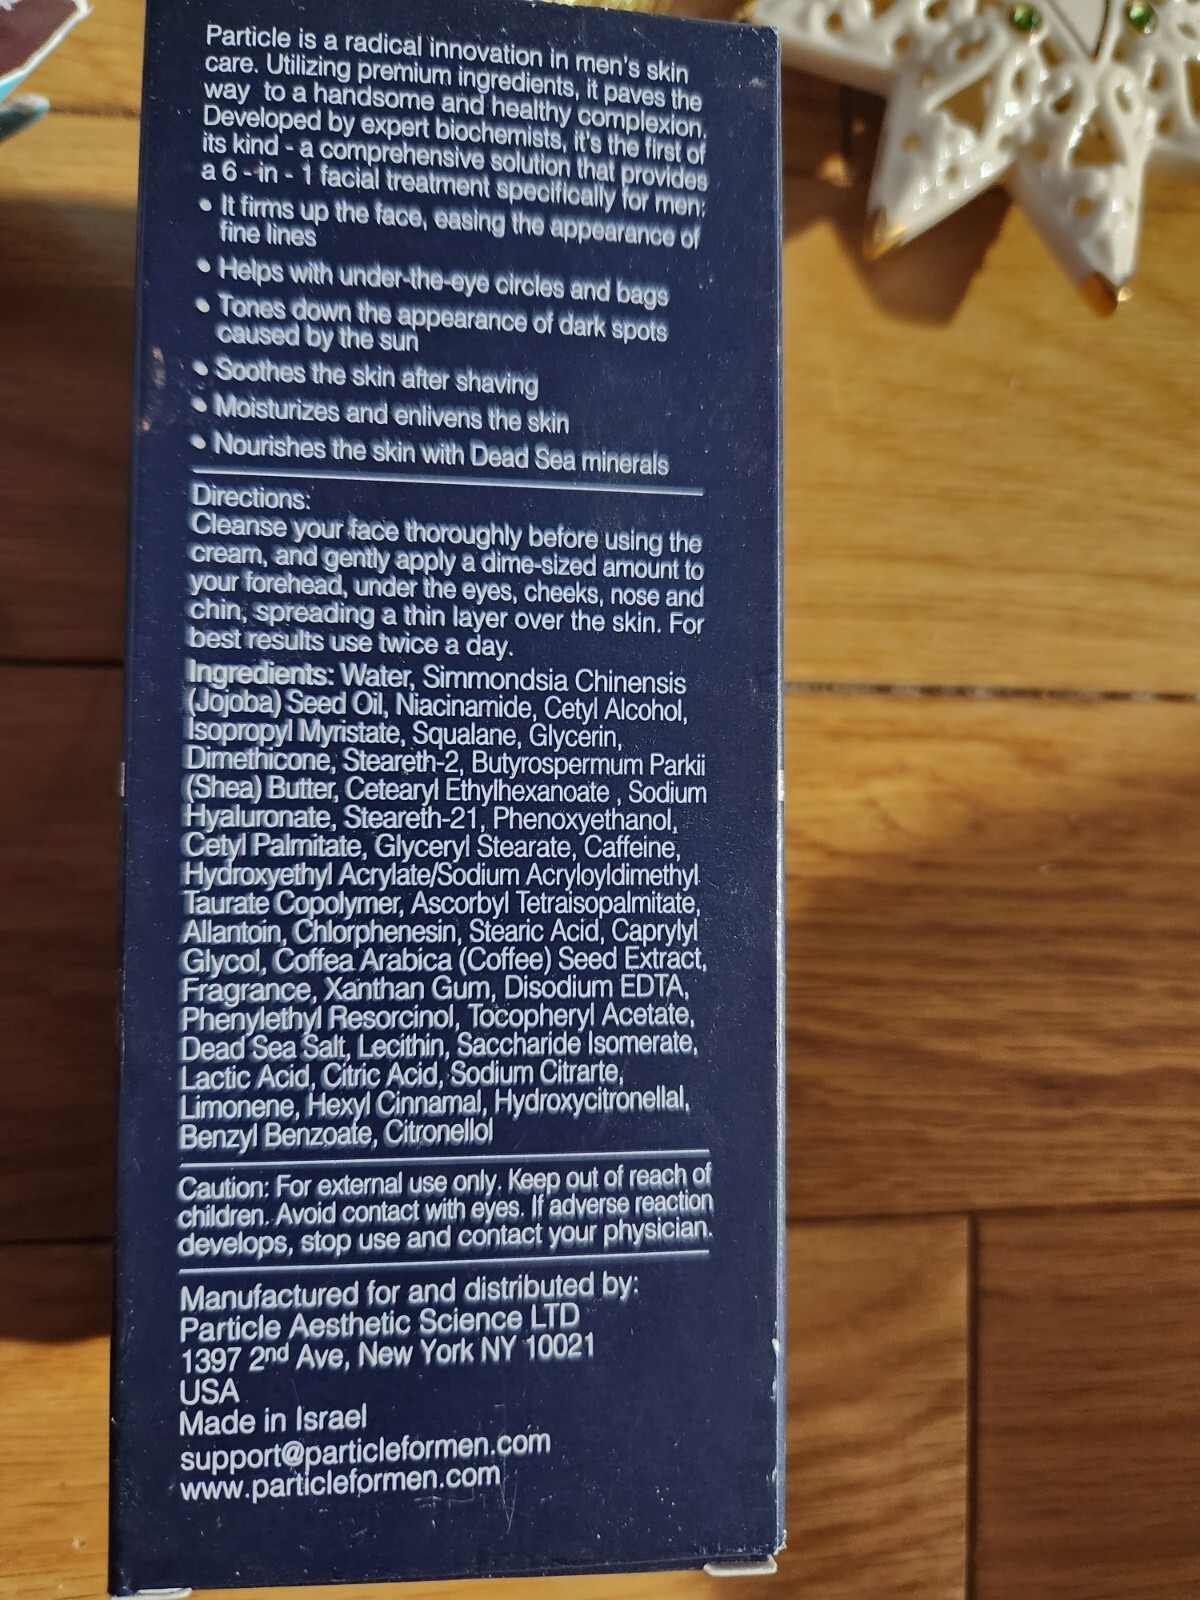 Particle is a radical innovation in men's skin
care. Utilizing premium ingredients, it paves the
way to a handsome and healthy complexion.
Developed by expert biochemists, it's the first of
its kind - a comprehensive solution that provides
a 6 - in - 1 facial treatment specifically for men:
• It firms up the face, easing the appearance of
fine lines
• Helps with under-the-eye circles and bags
• Tones down the appearance of dark spots
caused by the sun
• Soothes the skin after shaving
• Moisturizes and enlivens the skin
• Nourishes the skin with Dead Sea minerals
Directions:
Cleanse your face thoroughly before using the
cream, and gently apply a dime-sized amount to
your forehead, under the eyes, cheeks, nose and
chin, spreading a thin layer over the skin. For
best results use twice a day.
Ingredients: Water, Simmondsia Chinensis
(Jojoba) Seed Oil, Niacinamide, Cetyl Alcohol,
Isopropyl Myristate, Squalane, Glycerin,
Dimethicone, Steareth-2, Butyrospermum Parkii
(Shea) Butter, Cetearyl Ethylhexanoate , Sodium
Hyaluronate, Steareth-21, Phenoxyethanol,
Cetyl Palmitate, Glyceryl Stearate, Caffeine,
Hydroxyethyl Acrylate/Sodium Acryloyldimethyl
Taurate Copolymer, Ascorbyl Tetraisopalmitate,
Allantoin, Chlorphenesin, Stearic Acid, Caprylyl
Glycol, Coffea Arabica (Coffee) Seed Extract,
Fragrance, Xanthan Gum, Disodium EDTA,
Phenylethyl Resorcinol, Tocopheryl Acetate,
Dead Sea Salt, Lecithin, Saccharide Isomerate,
Lactic Acid, Citric Acid, Sodium Citrarte,
Limonene, Hexyl Cinnamal, Hydroxycitronellal,
Benzyl Benzoate, Citronellol
Caution: For external use only. Keep out of reach of
children. Avoid contact with eyes. If adverse reaction
develops, stop use and contact your physician.
Manufactured for and distributed by:
Particle Aesthetic Science LTD
1397 2nd Ave, New York NY 10021
USA
Made in Israel
support@particleformen.com
www.particleformen.com